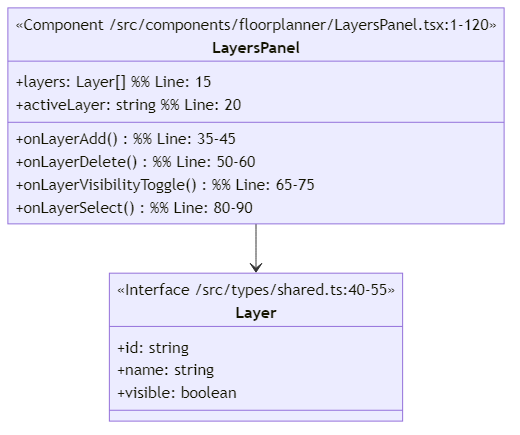 «Component /src/components/floorplanner/LayersPanel.tsx:1-120»
LayersPanel
+layers: Layer[] %% Line: 15
+activeLayer: string %% Line: 20
+onLayerAdd() : %% Line: 35-45
+onLayerDelete() : %% Line: 50-60
+onLayerVisibilityToggle() : %% Line: 65-75
+onLayerSelect() : %% Line: 80-90
«Interface /src/types/shared.ts:40-55»
Layer
+id: string
+name: string
+visible: boolean